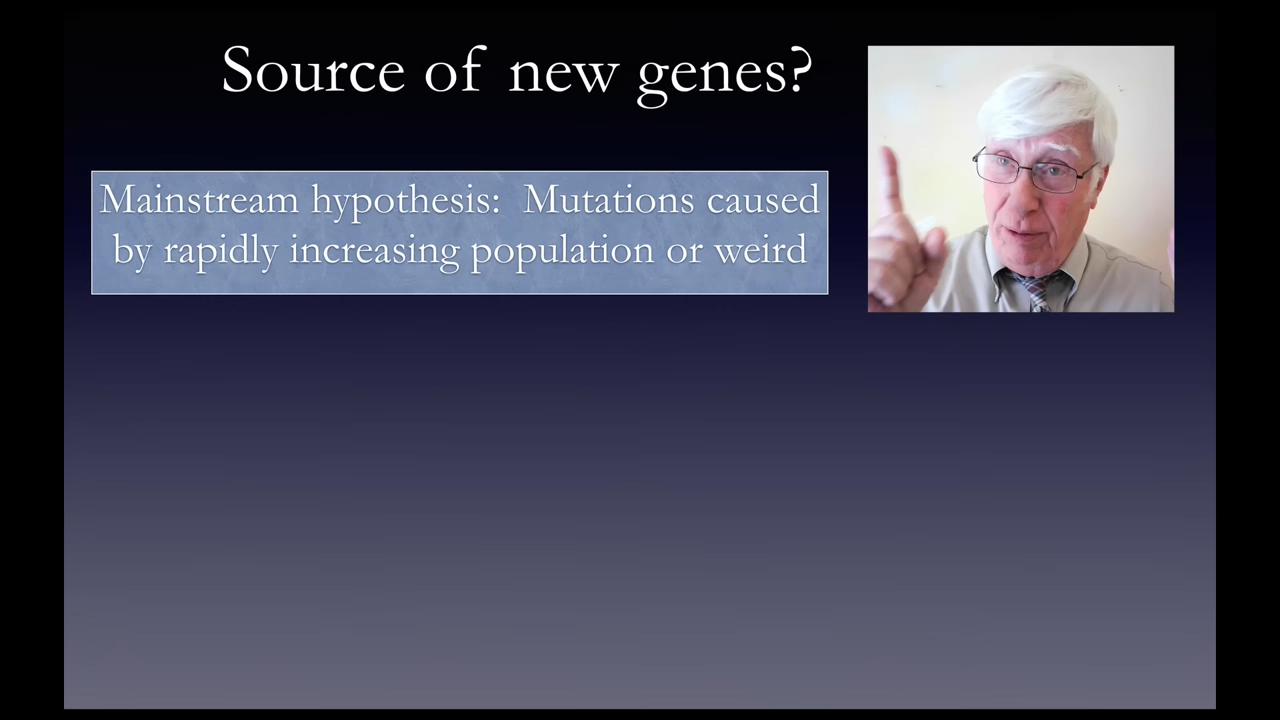 Source of new genes?
Mainstream hypothesis: Mutations caused
by rapidly increasing population or weird